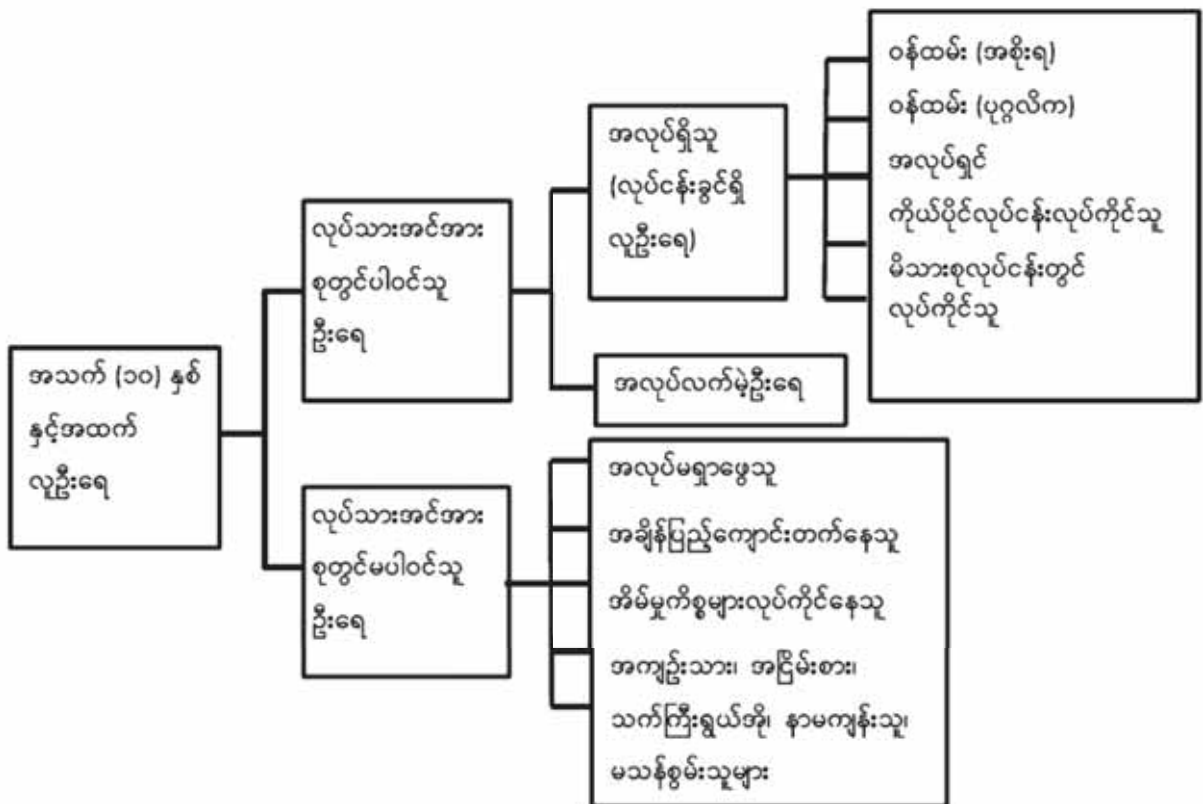 အသက် (၁၀) နှစ်
နှင့်အထက်
လူဦးရေ
လုပ်သားအင်အား
စုတွင်ပါဝင်သူ
ဦးရေ
အလုပ်ရှိသူ
(လုပ်ငန်းခွင်ရှိ
လူဦးရေ)
ဝန်ထမ်း (အစိုးရ)
ဝန်ထမ်း (ပုဂ္ဂလိက)
အလုပ်ရှင်
ကိုယ်ပိုင်လုပ်ငန်းလုပ်ကိုင်သူ
မိသားစုလုပ်ငန်းတွင်
လုပ်ကိုင်သူ
အလုပ်လက်မဲ့ဦးရေ
လုပ်သားအင်အား
စုတွင်မပါဝင်သူ
ဦးရေ
အလုပ်မရှာဖွေသူ
အချိန်ပြည့်ကျောင်းတက်နေသူ
အိမ်မှုကိစ္စများလုပ်ကိုင်နေသူ
အကျဉ်းသား၊ အငြိမ်းစား၊
သက်ကြီးရွယ်အို၊ နာမကျန်းသူ၊
မသန်စွမ်းသူများ